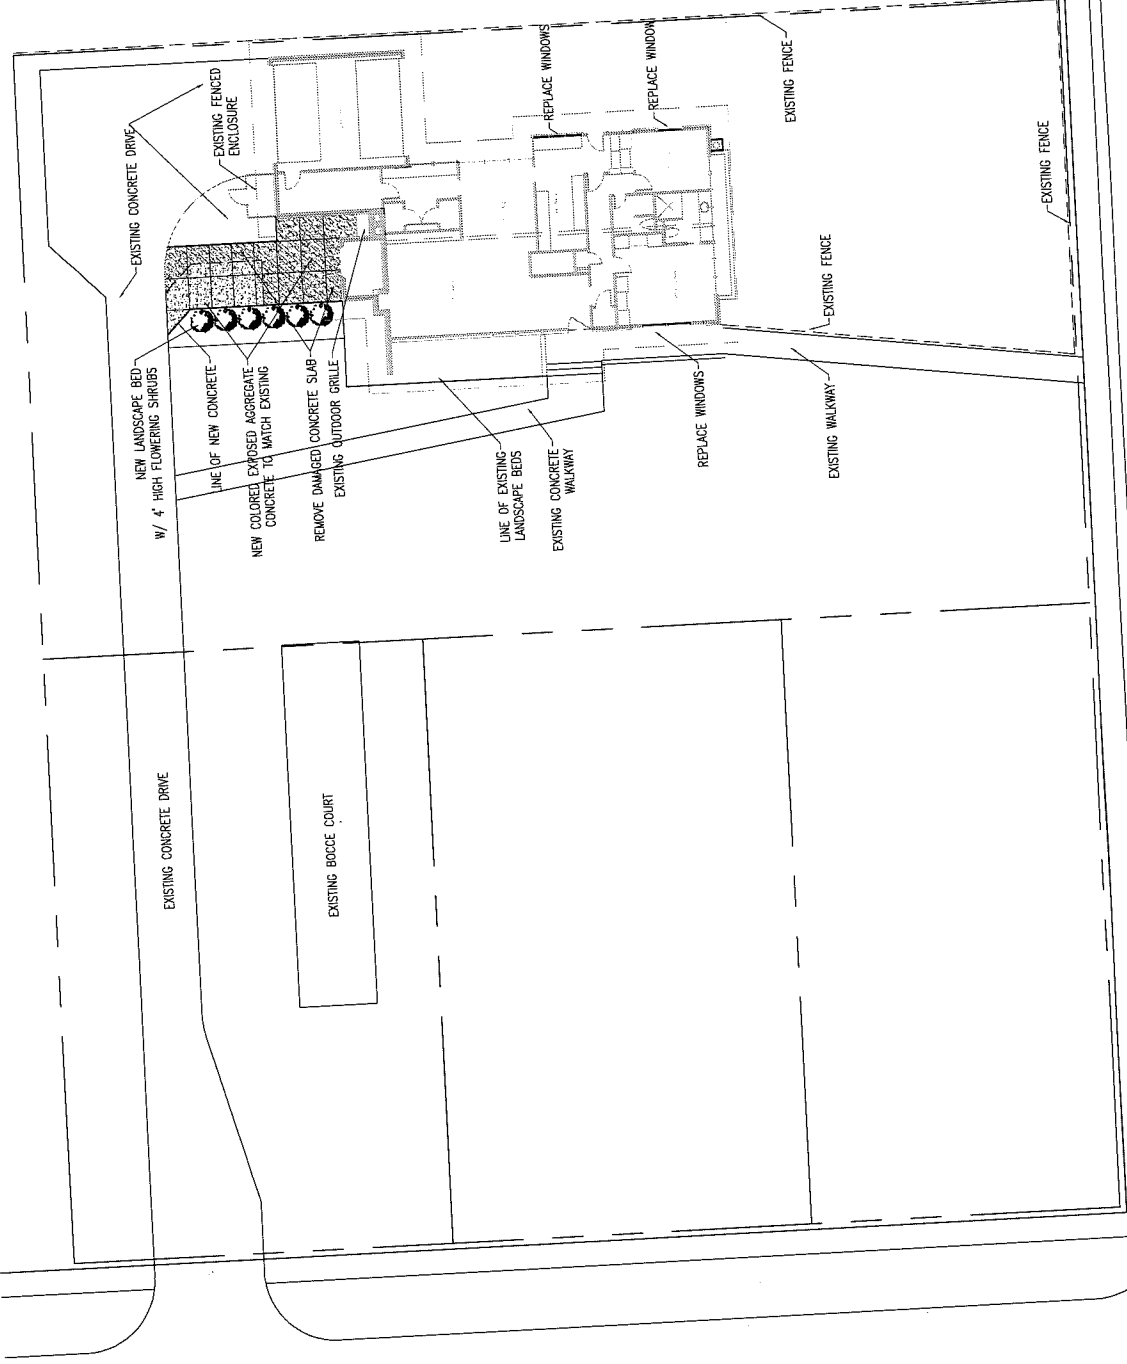 EXISTING CONCRETE DRIVE
EXISTING FENCED
ENCLOSURE
REPLACE WINDOWS
REPLACE WINDOW
EXISTING FENCE
EXISTING FENCE
EXISTING FENCE
NEW LANDSCAPE BED
W/ 4' HIGH FLOWERING SHRUBS
LINE OF NEW CONCRETE
NEW COLORED EXPOSED AGGREGATE
CONCRETE TO MATCH EXISTING
REMOVE DAMAGED CONCRETE SLAB
EXISTING OUTDOOR GRILLE
LINE OF EXISTING
LANDSCAPE BEDS
EXISTING CONCRETE
WALKWAY
REPLACE WINDOWS
EXISTING WALKWAY
EXISTING CONCRETE DRIVE
EXISTING BOCCE COURT